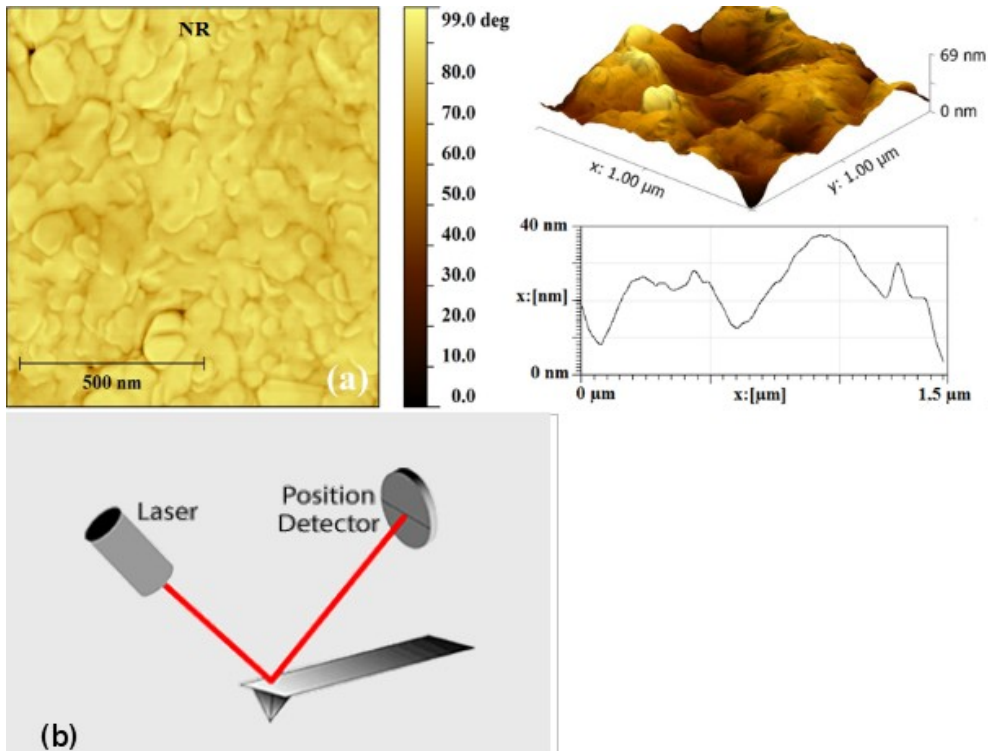 NR
500 nm
(a)
99.0 deg
80.0
70.0
60.0
50.0
40.0
30.0
20.0
10.0
0.0
69 nm
0 nm
x: 1.00 µm
y: 1.00 µm
40 nm
x:[nm]
0 nm
0 µm
x:[µm]
1.5 µm
Laser
Position
Detector
(b)